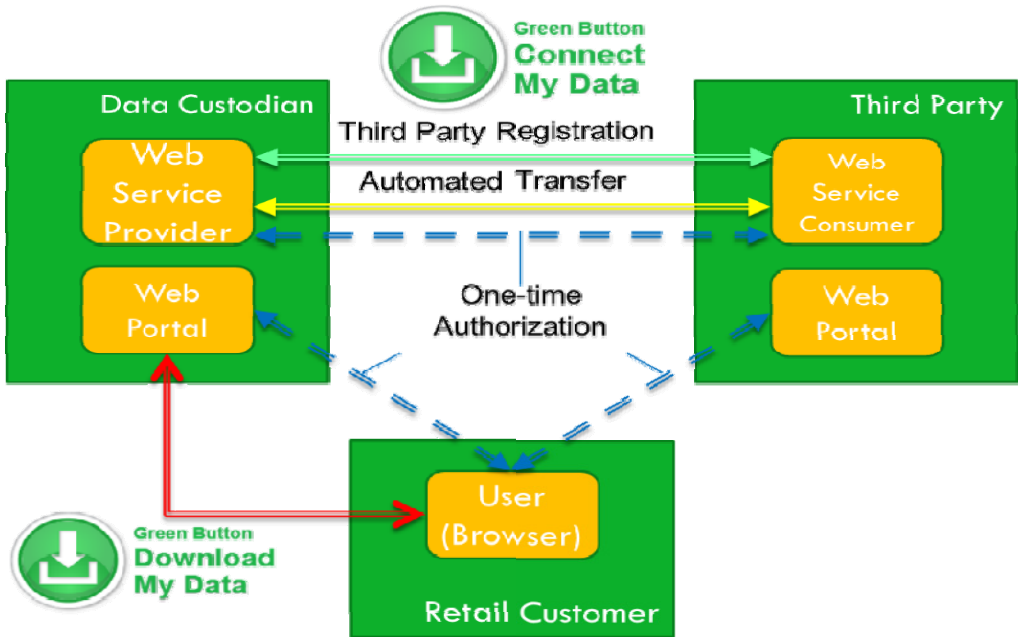 Green Button
Connect
My Data
Data Custodian
Third Party
Third Party Registration
Web
Service
Provider
Web
Service
Consumer
Automated Transfer
One-time
Authorization
Web
Portal
Web
Portal
User
(Browser)
Retail Customer
Green Button
Download
My Data